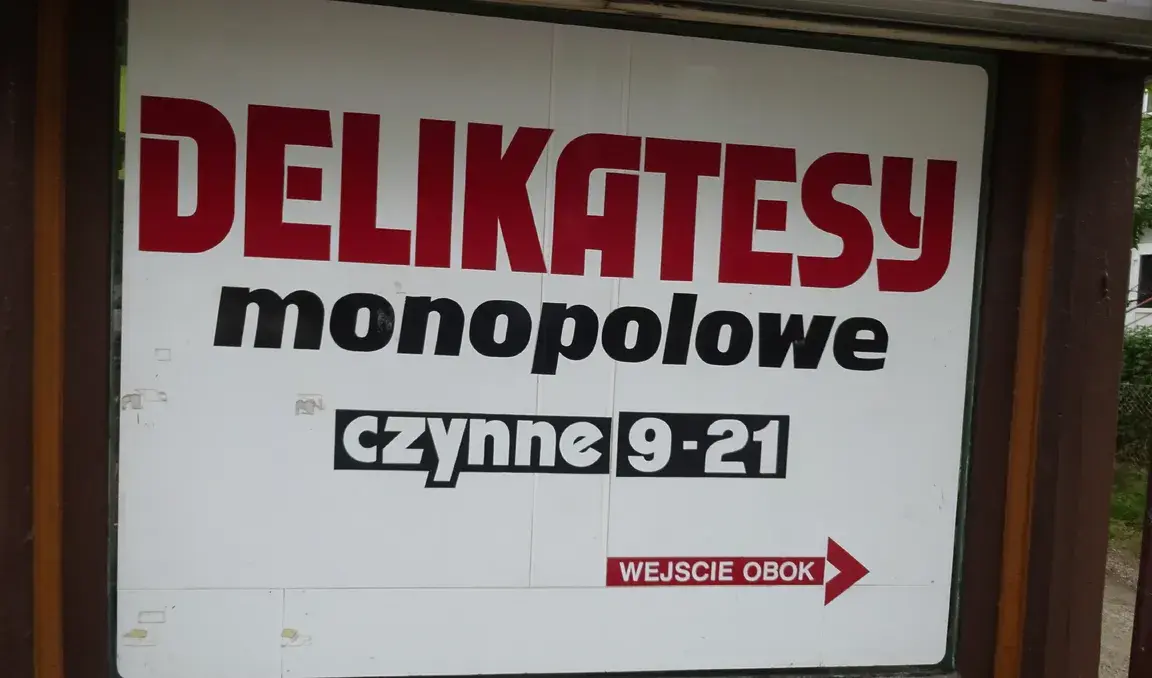 DELIKATESY
monopolowe
czynne 9-21
WEJSCIE OBOK